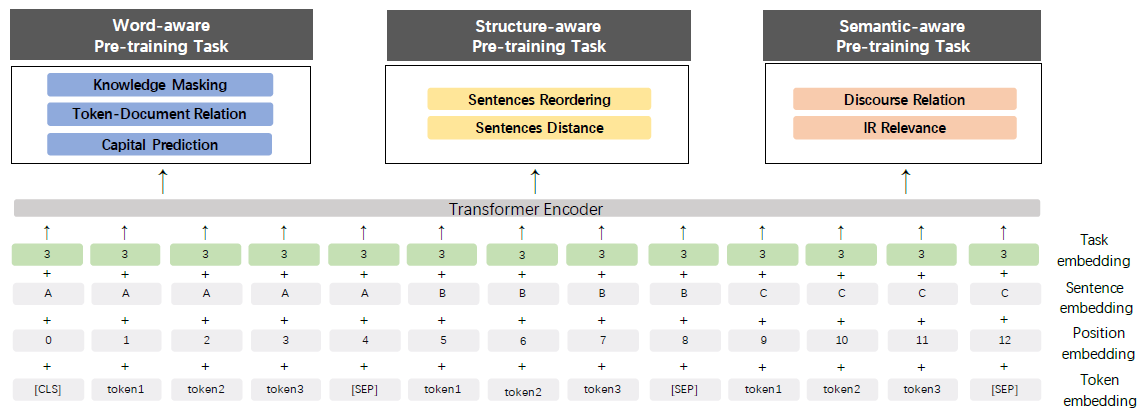 Word-aware
Pre-training Task
Structure-aware
Pre-training Task
Semantic-aware
Pre-training Task
Knowledge Masking
Token-Document Relation
Capital Prediction
Sentences Reordering
Sentences Distance
Discourse Relation
IR Relevance
Transformer Encoder
3 3 3 3 3 3 3 3 3 3 3 3 3
Task
embedding
+ + + + + + + + + + + + +
A A A A A B B B B C C C C
Sentence
embedding
+ + + + + + + + + + + + +
0 1 2 3 4 5 6 7 8 9 10 11 12
Position
embedding
+ + + + + + + + + + + + +
[CLS] token1 token2 token3 [SEP] token1 token2 token3 [SEP] token1 token2 token3 [SEP]
Token
embedding